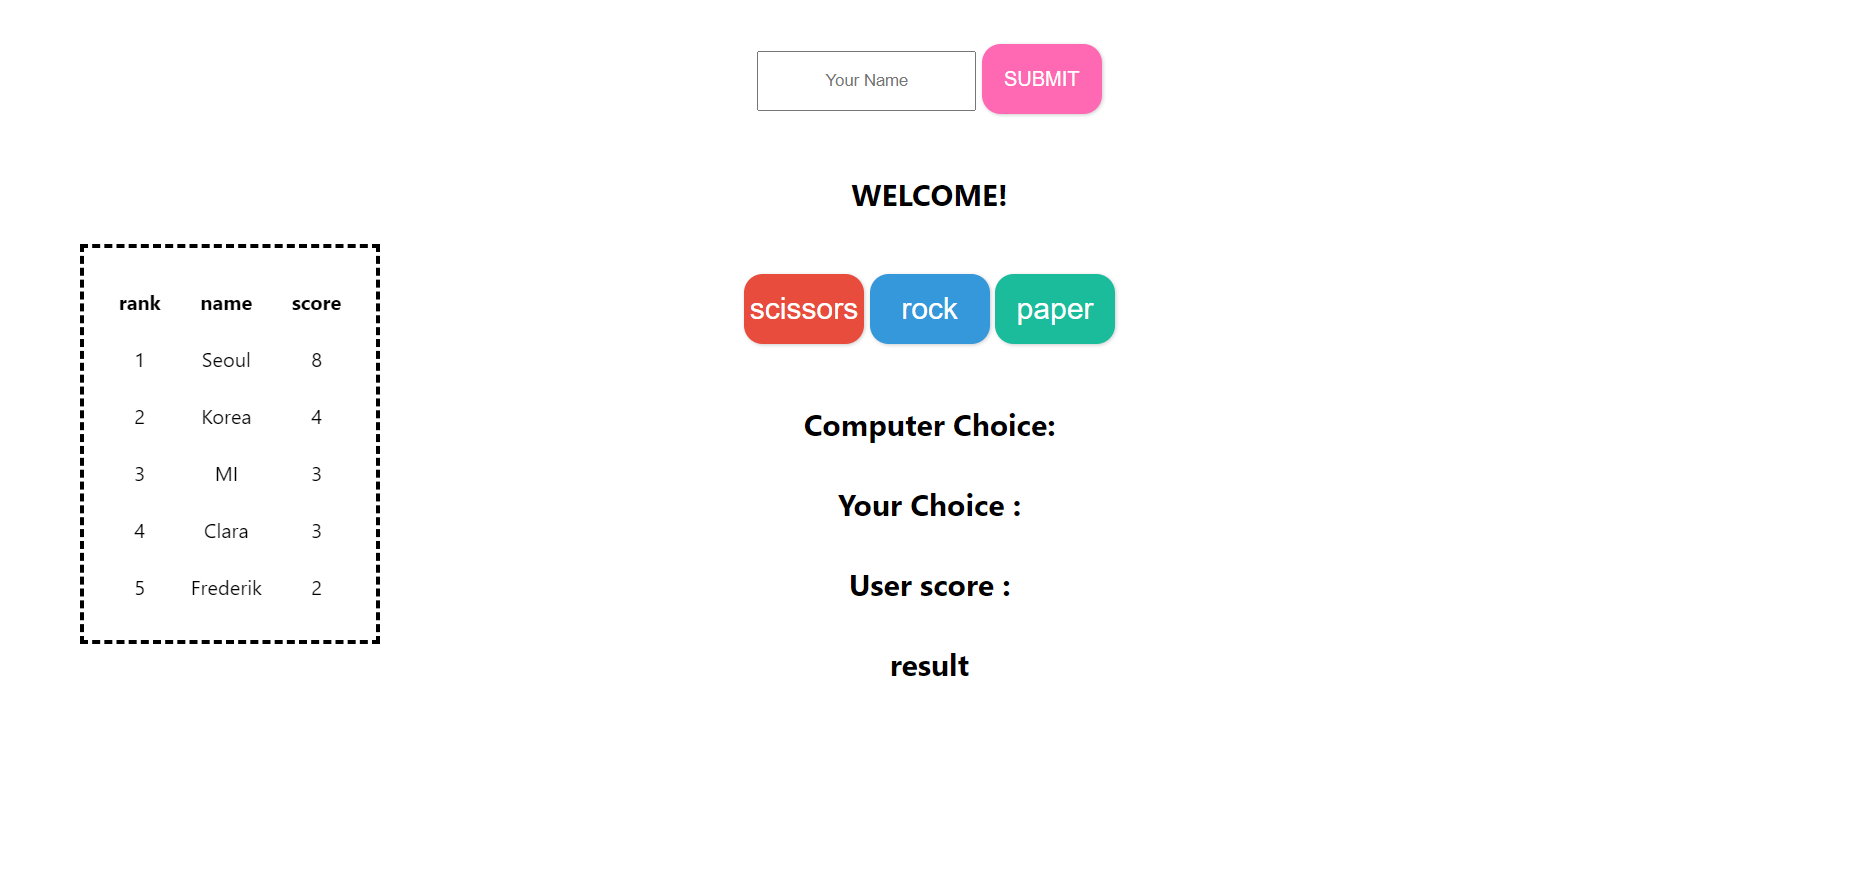 Your Name SUBMIT
WELCOME!
rank name score
1 Seoul 8
2 Korea 4
3 MI 3
4 Clara 3
5 Frederik 2
scissors rock paper
Computer Choice:
Your Choice :
User score :
result